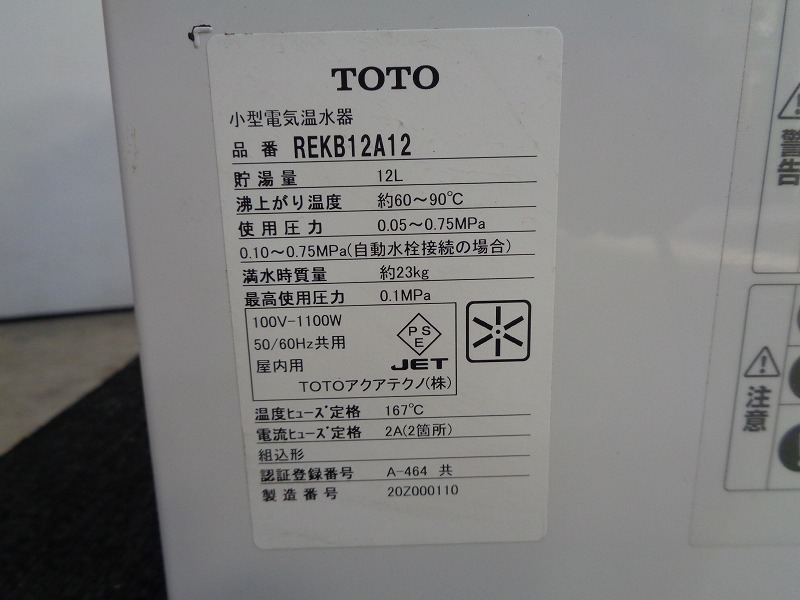 TOTO
小型電気温水器
品 番 REKB12A12
貯湯量 12L
沸上がり温度 約60～90℃
使用圧力 0.05～0.75MPa
0.10～0.75MPa(自動水栓接続の場合)
満水時質量 約23kg
最高使用圧力 0.1MPa
100V-1100W
50/60Hz共用
屋内用
PSE
JET
TOTOアクアテクノ(株)
温度ヒューズ定格 167℃
電流ヒューズ定格 2A(2箇所)
組込形
認証登録番号 A-464 共
製造番号 20Z000110
警告
注意